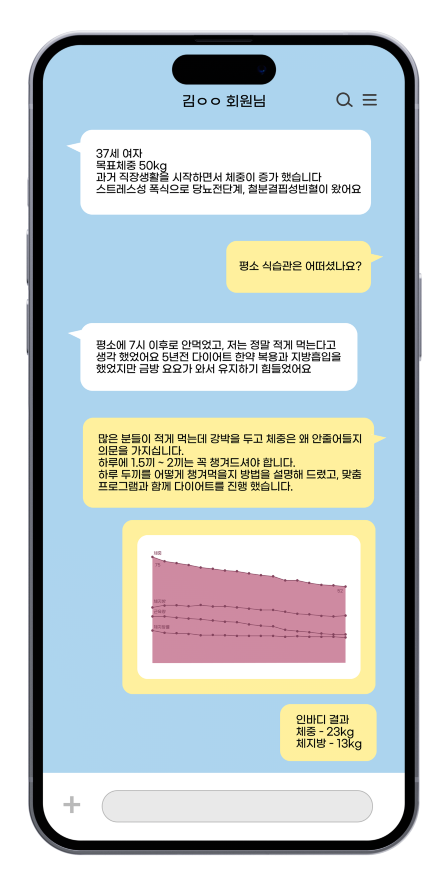 김ㅇㅇ 회원님
37세 여자
목표체중 50kg
과거 직장생활을 시작하면서 체중이 증가 했습니다
스트레스성 폭식으로 당뇨전단계, 철분결핍성빈혈이 왔어요
평소 식습관은 어떠셨나요?
평소에 7시 이후로 안먹었고, 저는 정말 적게 먹는다고
생각 했었어요 5년전 다이어트 한약 복용과 지방흡입을
했었지만 금방 요요가 와서 유지하기 힘들었어요
많은 분들이 적게 먹는데 강박을 두고 체중은 왜 안줄어들지
의문을 가지십니다.
하루에 1.5끼 ~ 2끼는 꼭 챙겨드셔야 합니다.
하루 두끼를 어떻게 챙겨먹을지 방법을 설명해 드렸고, 맞춤
프로그램과 함께 다이어트를 진행 했습니다.
체중
체지방
근육량
체지방률
인바디 결과
체중 - 23kg
체지방 - 13kg